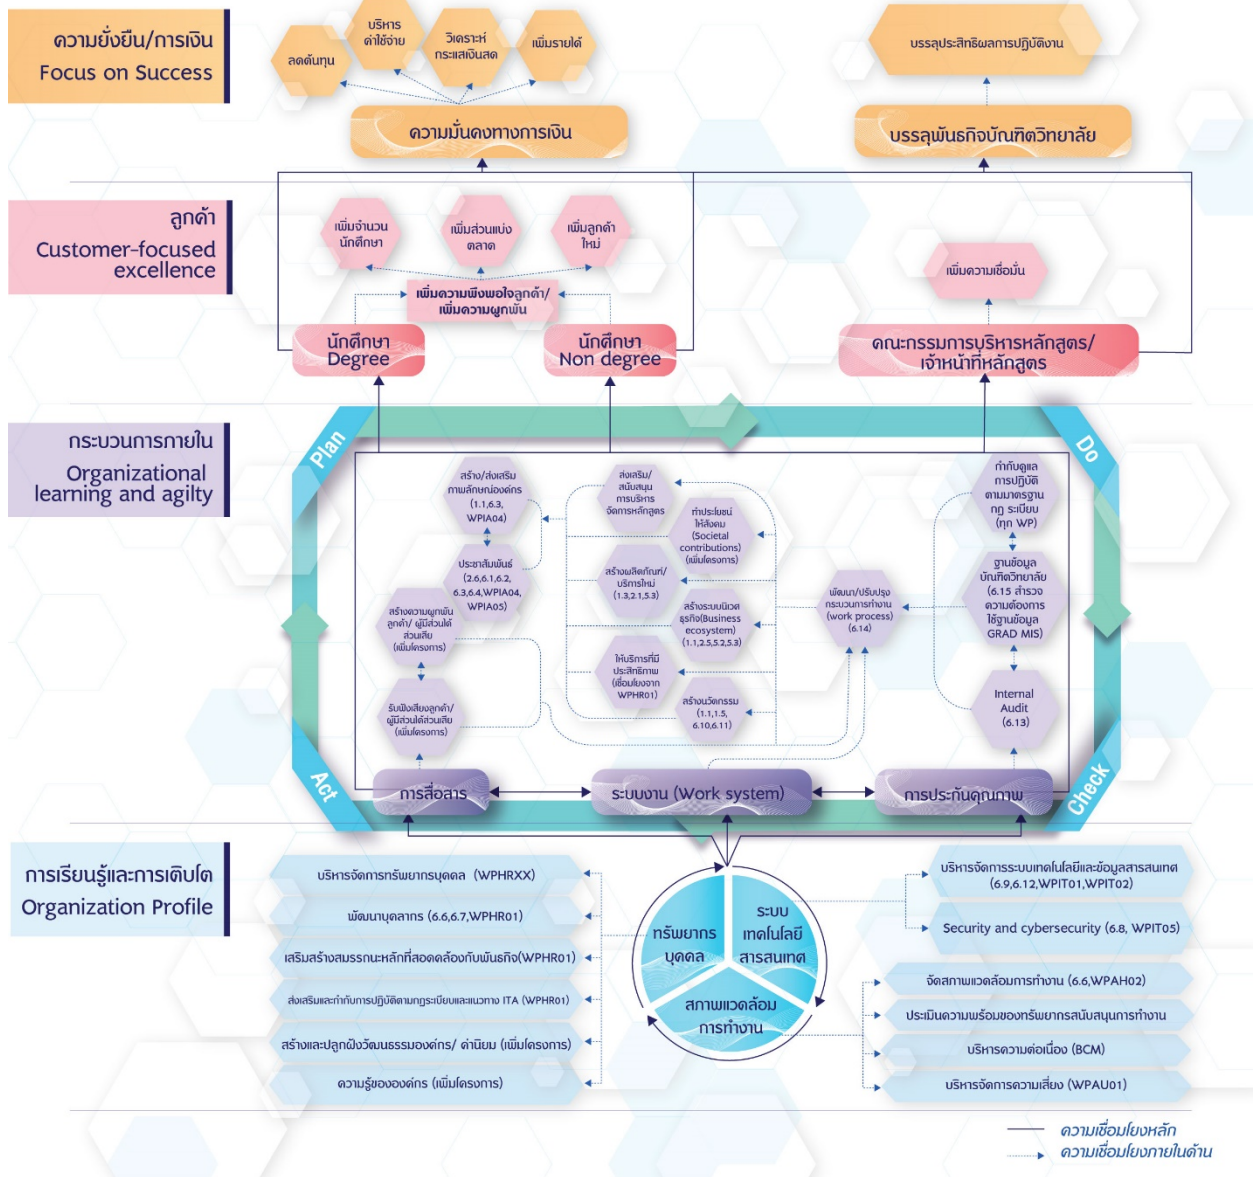 ความยั่งยืน/การเงิน
Focus on Success
ลดต้นทุน
บริหาร
ค่าใช้จ่าย
วิเคราะห์
กระแสเงินสด
เพิ่มรายได้
ความมั่นคงทางการเงิน
บรรลุประสิทธิผลการปฏิบัติงาน
บรรลุพันธกิจบัณฑิตวิทยาลัย
ลูกค้า
Customer-focused
excellence
เพิ่มจำนวน
นักศึกษา
เพิ่มส่วนแบ่ง
ตลาด
เพิ่มลูกค้า
ใหม่
เพิ่มความพึงพอใจลูกค้า/
เพิ่มความผูกพัน
นักศึกษา
Degree
นักศึกษา
Non degree
เพิ่มความเชื่อมั่น
คณะกรรมการบริหารหลักสูตร/
เจ้าหน้าที่หลักสูตร
กระบวนการภายใน
Organizational
learning and agilty
Plan
Do
Check
Act
สร้าง/ส่งเสริม
ภาพลักษณ์องค์กร
(1.1,6.3,
WPIA04)
ประชาสัมพันธ์
(2.6,6.1,6.2,
6.3,6.4,WPIA04,
WPIA05)
สร้างความผูกพัน
ลูกค้า/ ผู้มีส่วนได้
ส่วนเสีย
(เพิ่มโครงการ)
รับฟังเสียงลูกค้า/
ผู้มีส่วนได้ส่วนเสีย
(เพิ่มโครงการ)
ส่งเสริม/
สนับสนุน
การบริหาร
จัดการหลักสูตร
ทำประโยชน์
ให้สังคม
(Societal
contributions)
(เพิ่มโครงการ)
สร้างผลิตภัณฑ์/
บริการใหม่
(1.3,2.1,5.3)
สร้างระบบนิเวศ
ธุรกิจ(Business
ecosystem)
(1.1,2.5,5.2,5.3)
ให้บริการที่มี
ประสิทธิภาพ
(เชื่อมโยงจาก
WPHR01)
สร้างนวัตกรรม
(1.1,1.5,
6.10,6.11)
พัฒนา/ปรับปรุง
กระบวนการทำงาน
(work process)
(6.14)
กำกับดูแล
การปฏิบัติ
ตามมาตรฐาน
กฎ ระเบียบ
(ทุก WP)
ฐานข้อมูล
บัณฑิตวิทยาลัย
(6.15 สำรวจ
ความต้องการ
ใช้ฐานข้อมูล
GRAD MIS)
Internal
Audit
(6.13)
การสื่อสาร
ระบบงาน (Work system)
การประกันคุณภาพ
การเรียนรู้และการเติบโต
Organization Profile
บริหารจัดการทรัพยากรบุคคล (WPHRXX)
พัฒนาบุคลากร (6.6,6.7,WPHR01)
เสริมสร้างสมรรถนะหลักที่สอดคล้องกับพันธกิจ(WPHR01)
ส่งเสริมและกำกับการปฏิบัติตามกฎระเบียบและแนวทาง ITA (WPHR01)
สร้างและปลูกฝังวัฒนธรรมองค์กร/ ค่านิยม (เพิ่มโครงการ)
ความรู้ขององค์กร (เพิ่มโครงการ)
ทรัพยากร
บุคคล
ระบบ
เทคโนโลยี
สารสนเทศ
สภาพแวดล้อม
การทำงาน
บริหารจัดการระบบเทคโนโลยีและข้อมูลสารสนเทศ
(6.9,6.12,WPIT01,WPIT02)
Security and cybersecurity (6.8, WPIT05)
จัดสภาพแวดล้อมการทำงาน (6.6,WPAH02)
ประเมินความพร้อมของทรัพยากรสนับสนุนการทำงาน
บริหารความต่อเนื่อง (BCM)
บริหารจัดการความเสี่ยง (WPAU01)
ความเชื่อมโยงหลัก
ความเชื่อมโยงภายในด้าน